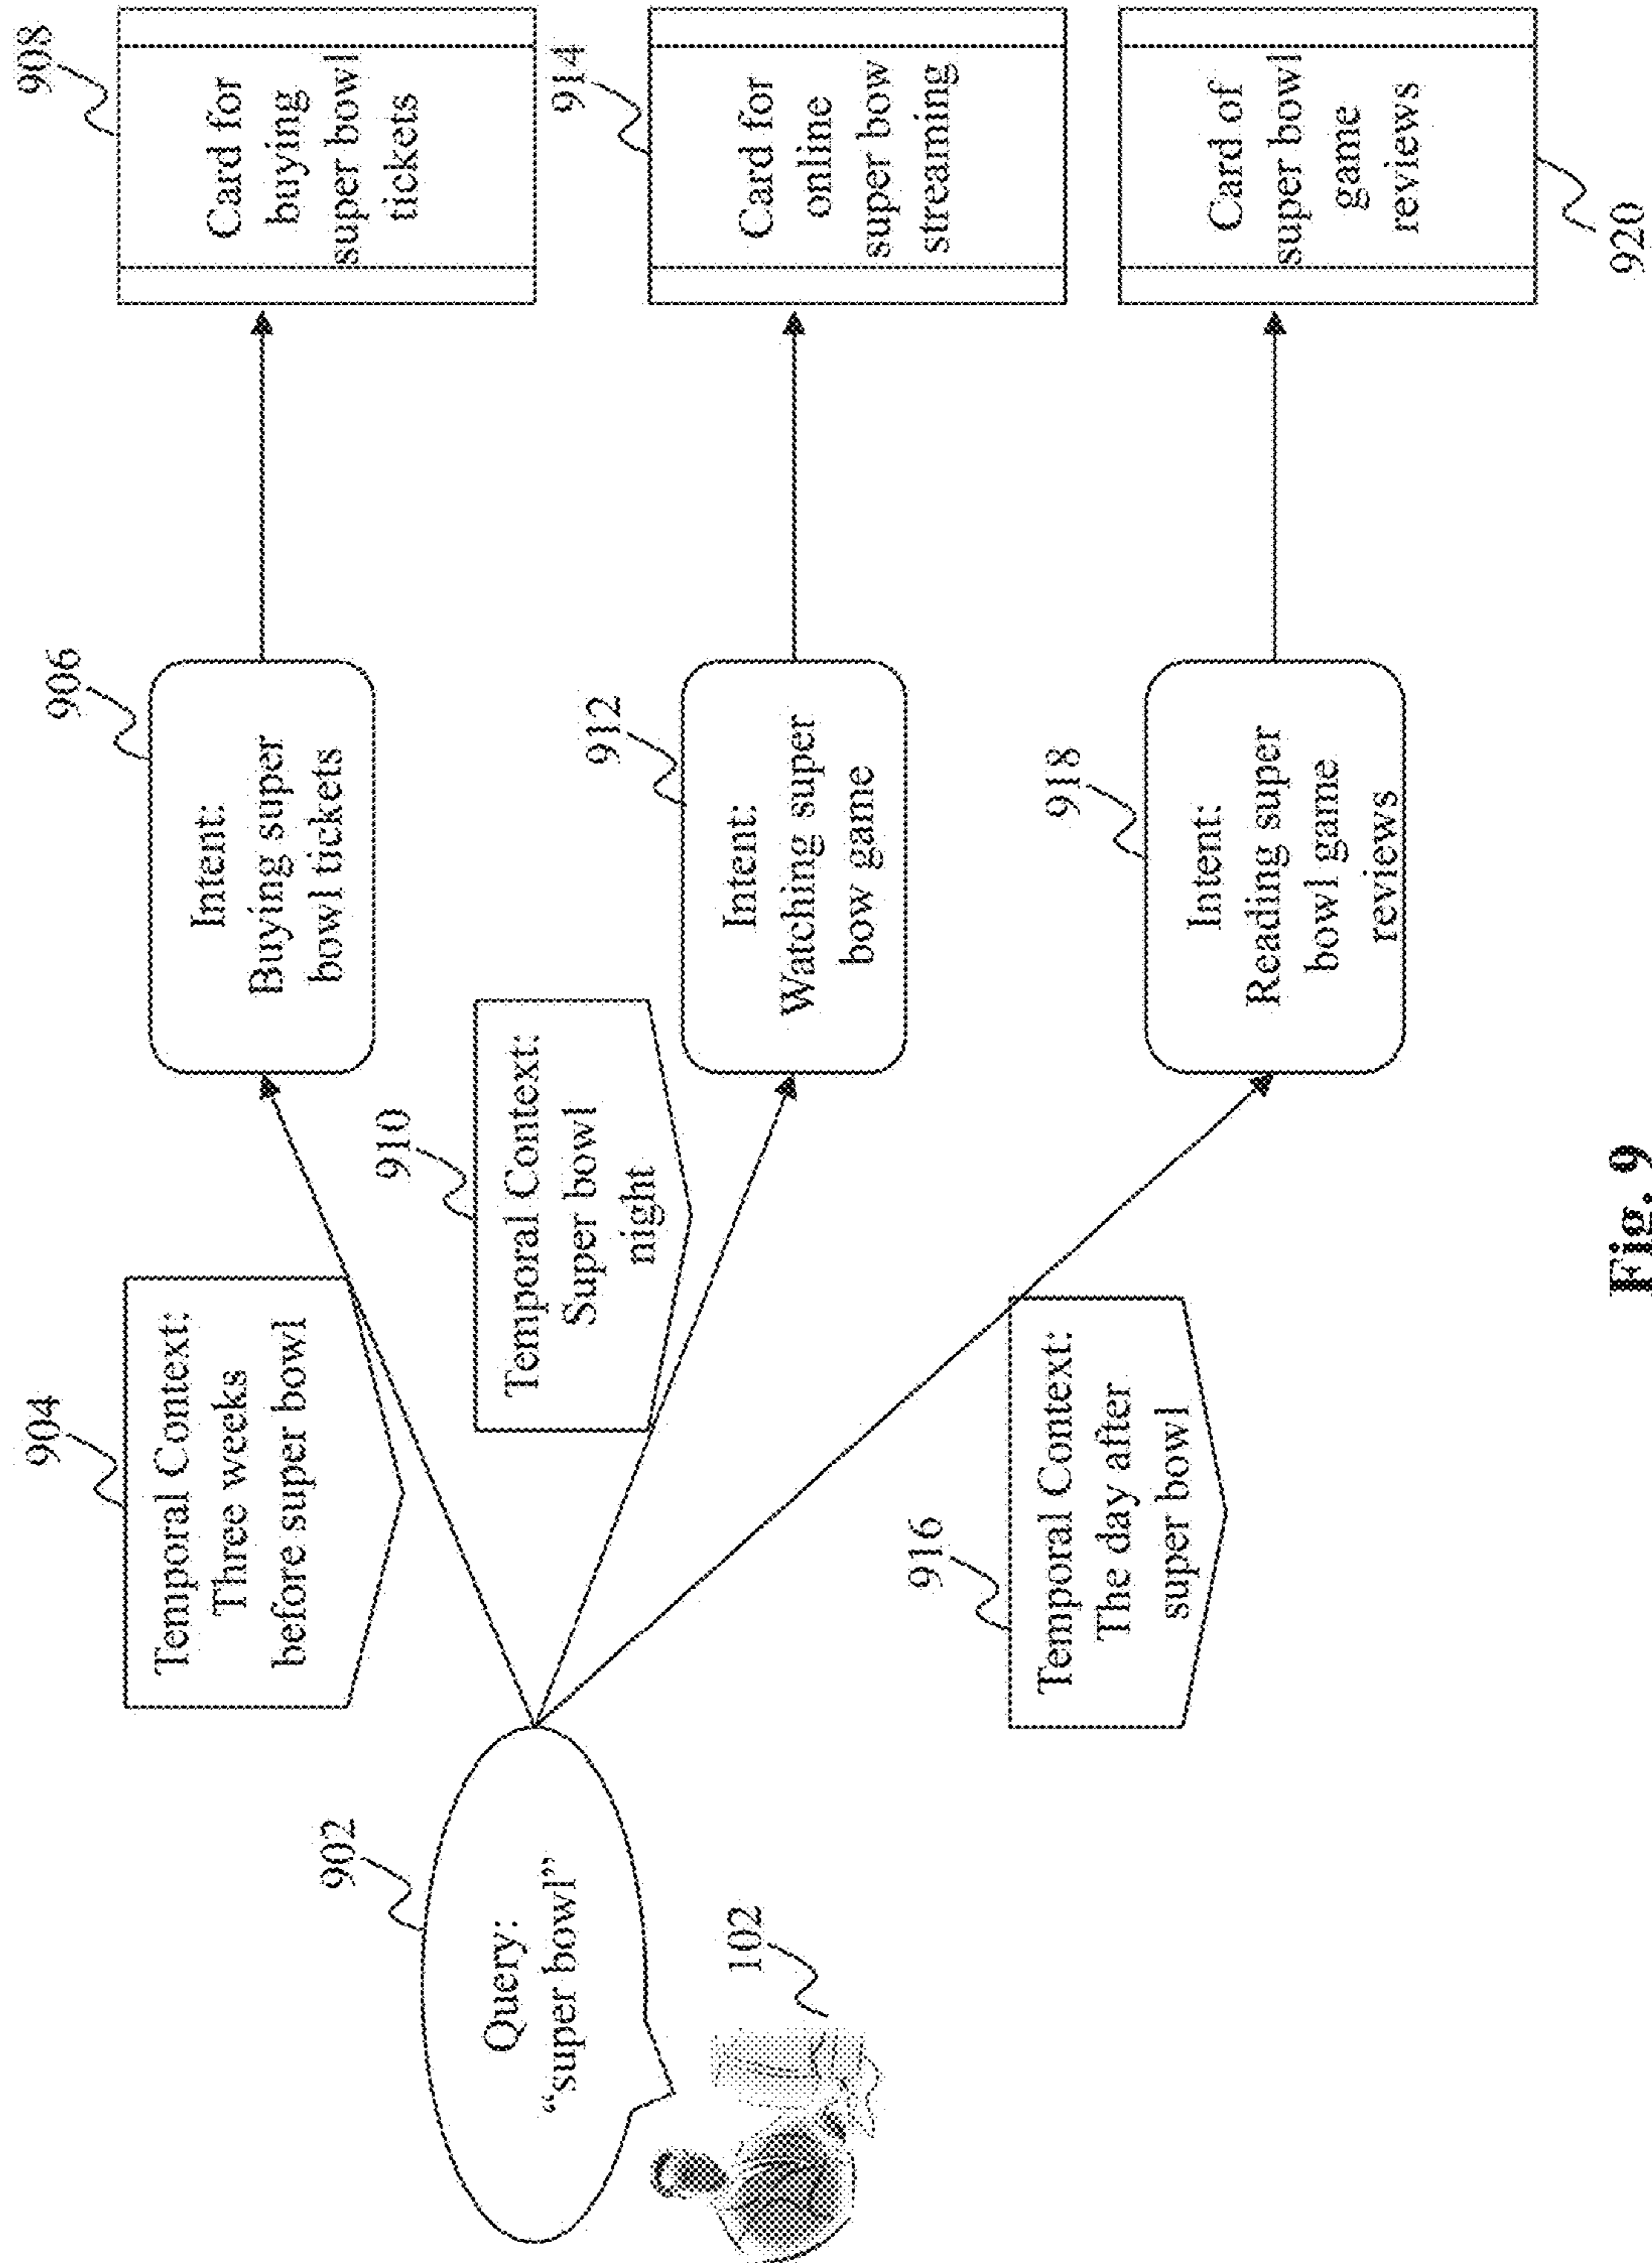 902
Query:
“super bowl”
102
904
Temporal Context:
Three weeks
before super bowl
906
Intent:
Buying super
bowl tickets
908
Card for
buying
super bowl
tickets
910
Temporal Context:
Super bowl
night
912
Intent:
Watching super
bow game
914
Card for
online
super bow
streaming
916
Temporal Context:
The day after
super bowl
918
Intent:
Reading super
bowl game
reviews
Card of
super bowl
game
reviews
920
Fig. 9